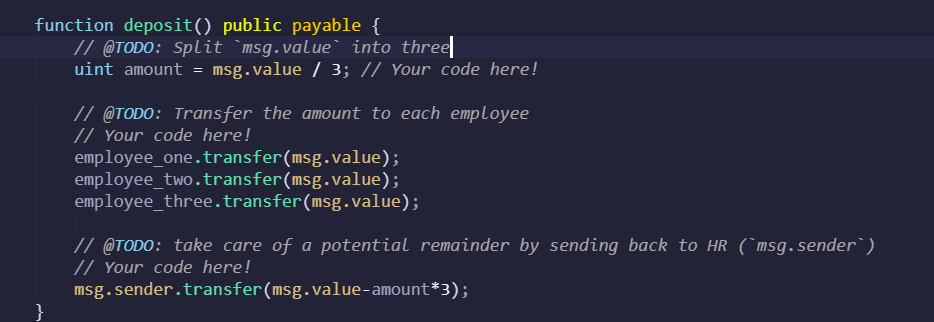 function deposit() public payable {
// @TODO: Split `msg.value` into three
uint amount = msg.value / 3; // Your code here!
// @TODO: Transfer the amount to each employee
// Your code here!
employee_one.transfer(msg.value);
employee_two.transfer(msg.value);
employee_three.transfer(msg.value);
// @TODO: take care of a potential remainder by sending back to HR (`msg.sender`)
// Your code here!
msg.sender.transfer(msg.value-amount*3);
}